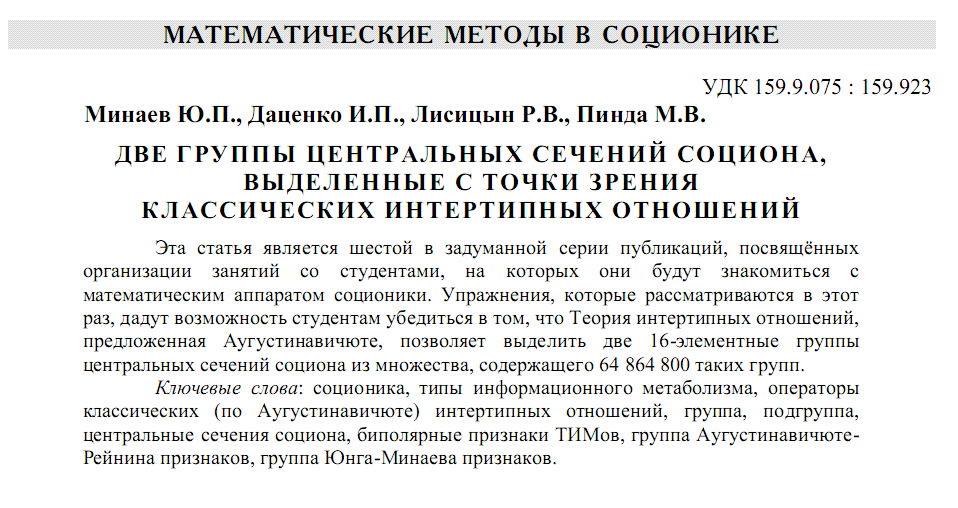 МАТЕМАТИЧЕСКИЕ МЕТОДЫ В СОЦИОНИКЕ
УДК 159.9.075 : 159.923
Минаев Ю.П., Даценко И.П., Лисицын Р.В., Пинда М.В.
ДВЕ ГРУППЫ ЦЕНТРАЛЬНЫХ СЕЧЕНИЙ СОЦИОНА,
ВЫДЕЛЕННЫЕ С ТОЧКИ ЗРЕНИЯ
КЛАССИЧЕСКИХ ИНТЕРТИПНЫХ ОТНОШЕНИЙ
Эта статья является шестой в задуманной серии публикаций, посвящённых
организации занятий со студентами, на которых они будут знакомиться с
математическим аппаратом соционики. Упражнения, которые рассматриваются в этот
раз, дадут возможность студентам убедиться в том, что Теория интертипных отношений,
предложенная Аугустинавичюте, позволяет выделить две 16-элементные группы
центральных сечений социона из множества, содержащего 64 864 800 таких групп.
Ключевые слова: соционика, типы информационного метаболизма, операторы
классических (по Аугустинавичюте) интертипных отношений, группа, подгруппа,
центральные сечения социона, биполярные признаки ТИМов, группа Аугустинавичюте-
Рейнина признаков, группа Юнга-Минаева признаков.